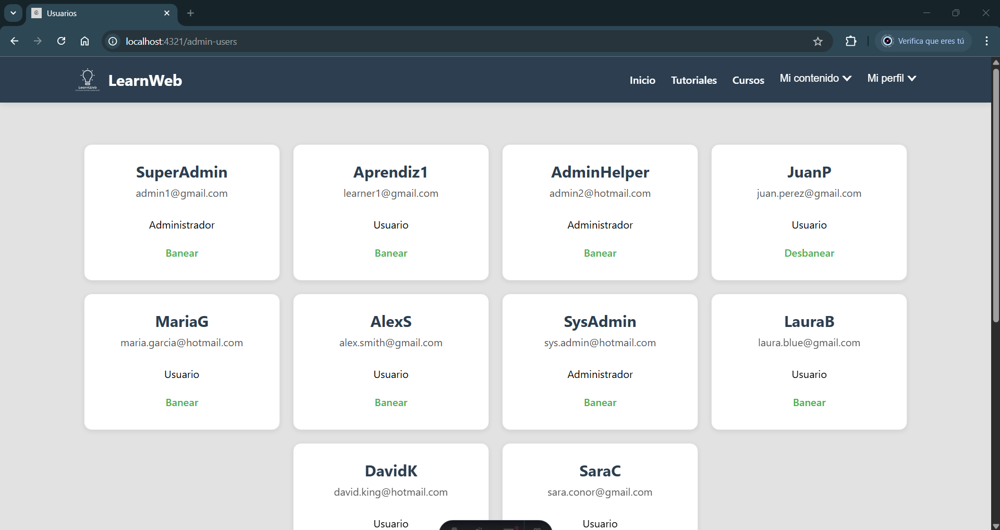 Usuarios
localhost:4321/admin-users
Verifica que eres tú
LearnWeb
LearnWeb
Inicio
Tutoriales
Cursos
Mi contenido
Mi perfil
SuperAdmin
admin1@gmail.com
Administrador
Banear
Aprendiz1
learner1@gmail.com
Usuario
Banear
AdminHelper
admin2@hotmail.com
Administrador
Banear
JuanP
juan.perez@gmail.com
Usuario
Desbanear
MariaG
maria.garcia@hotmail.com
Usuario
Banear
AlexS
alex.smith@gmail.com
Usuario
Banear
SysAdmin
sys.admin@hotmail.com
Administrador
Banear
LauraB
laura.blue@gmail.com
Usuario
Banear
DavidK
david.king@hotmail.com
Usuario
SaraC
sara.conor@gmail.com
Usuario